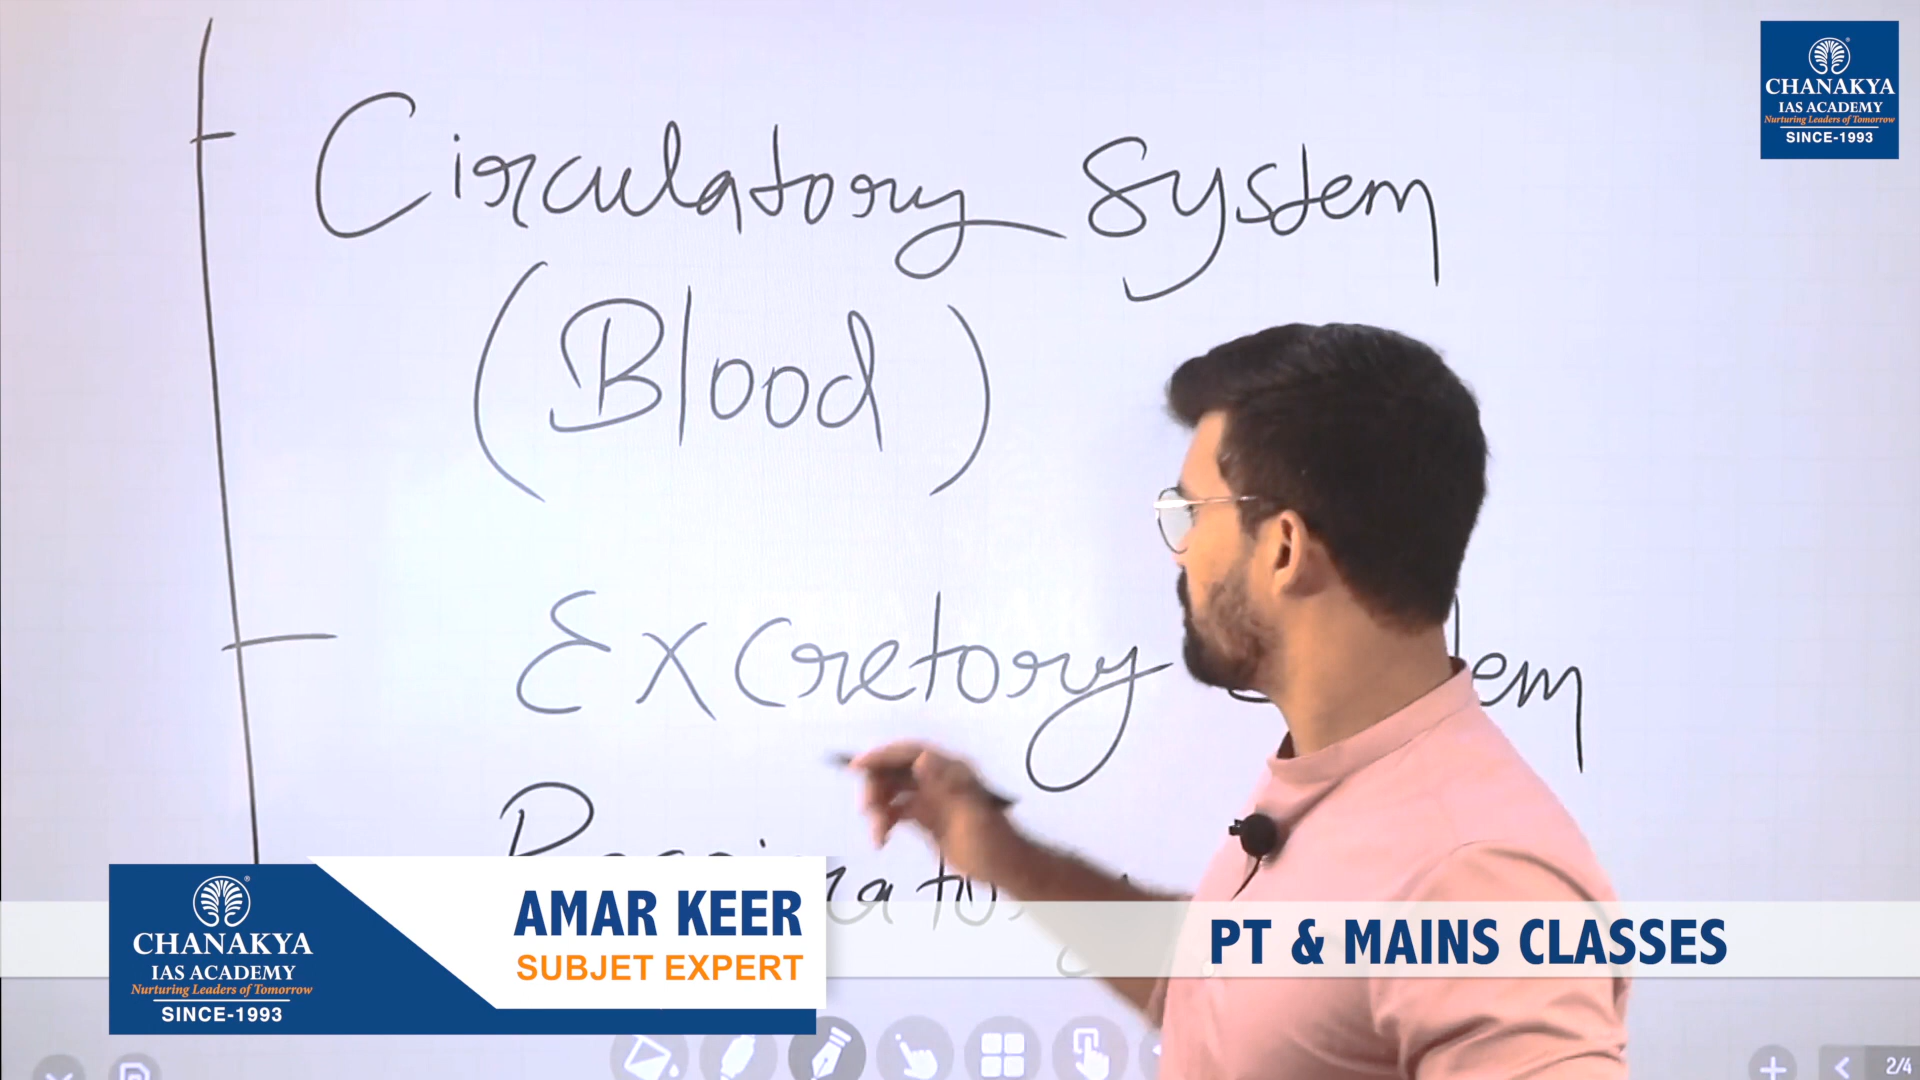 Circulatory System
(Blood)
Excretory
CHANAKYA
IAS ACADEMY
Nurturing Leaders of Tomorrow
SINCE-1993
CHANAKYA
IAS ACADEMY
Nurturing Leaders of Tomorrow
SINCE-1993
AMAR KEER
SUBJET EXPERT
PT & MAINS CLASSES
2/4